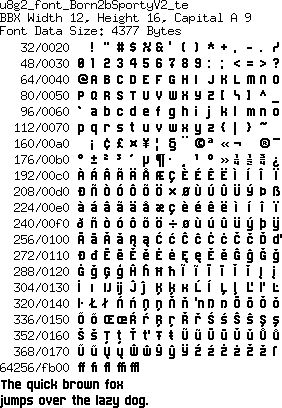 u8g2_font_Born2bSportyV2_te
BBX Width 12, Height 16, Capital A 9
Font Data Size: 4377 Bytes
32/0020 ! " # $ % & ' ( ) * + , - . /
48/0030 0 1 2 3 4 5 6 7 8 9 : ; < = > ?
64/0040 @ A B C D E F G H I J K L M N O
80/0050 P Q R S T U V W X Y Z [ \ ] ^ _
96/0060 ` a b c d e f g h i j k l m n o
112/0070 p q r s t u v w x y z { | } ~
160/00a0 ¡ ¢ £ ¤ ¥ ¦ § ¨ © ª « ¬ ® ¯
176/00b0 ° ± ² ³ ´ µ ¶ · ¸ ¹ º » ¼ ½ ¾ ¿
192/00c0 À Á Â Ã Ä Å Æ Ç È É Ê Ë Ì Í Î Ï
208/00d0 Ð Ñ Ò Ó Ô Õ Ö × Ø Ù Ú Û Ü Ý Þ ß
224/00e0 à á â ã ä å æ ç è é ê ë ì í î ï
240/00f0 ð ñ ò ó ô õ ö ÷ ø ù ú û ü ý þ ÿ
256/0100 Ā ā Ă ă Ą ą Ć ć Ĉ ĉ Ċ ċ Č č Ď ď
272/0110 Đ đ Ē ē Ĕ ĕ Ė ė Ę ę Ě ě Ĝ ĝ Ğ ğ
288/0120 Ġ ġ Ģ ģ Ĥ ĥ Ħ ħ Ĩ ĩ Ī ī Ĭ ĭ Į į
304/0130 İ ı Ĳ ĳ Ĵ ĵ Ķ ķ ĸ Ĺ ĺ Ļ ļ Ľ ľ Ŀ
320/0140 ŀ Ł ł Ń ń Ņ ņ Ň ň ŉ Ŋ ŋ Ō ō Ŏ ŏ
336/0150 Ő ő Œ œ Ŕ ŕ Ŗ ŗ Ř ř Ś ś Ŝ ŝ Ş ş
352/0160 Š š Ţ ţ Ť ť Ŧ ŧ Ũ ũ Ū ū Ŭ ŭ Ů ů
368/0170 Ű ű Ų ų Ŵ ŵ Ŷ ŷ Ÿ Ź ź Ż ż Ž ž
64256/fb00 ﬀ ﬁ ﬂ ﬃ ﬄ
The quick brown fox
jumps over the lazy dog.